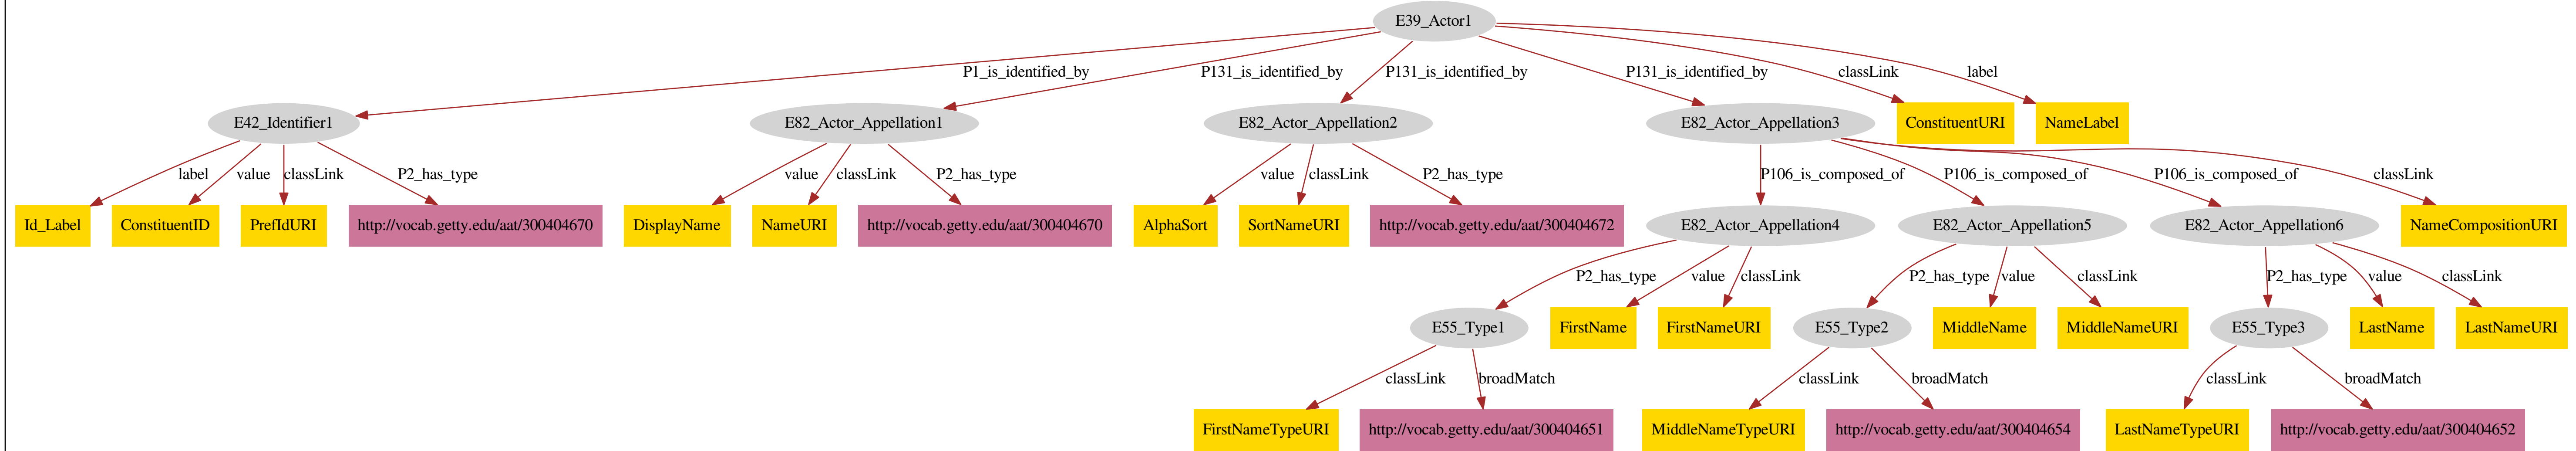 E39_Actor1
P1_is_identified_by P131_is_identified_by P131_is_identified_by P131_is_identified_by classLink label
E42_Identifier1 E82_Actor_Appellation1 E82_Actor_Appellation2 E82_Actor_Appellation3 ConstituentURI NameLabel
label value classLink P2_has_type value classLink P2_has_type value classLink P2_has_type P106_is_composed_of P106_is_composed_of P106_is_composed_of classLink
Id_Label ConstituentID PrefIdURI http://vocab.getty.edu/aat/300404670 DisplayName NameURI http://vocab.getty.edu/aat/300404670 AlphaSort SortNameURI http://vocab.getty.edu/aat/300404672 E82_Actor_Appellation4 E82_Actor_Appellation5 E82_Actor_Appellation6 NameCompositionURI
P2_has_type value classLink P2_has_type value classLink P2_has_type value classLink
E55_Type1 FirstName FirstNameURI E55_Type2 MiddleName MiddleNameURI E55_Type3 LastName LastNameURI
classLink broadMatch classLink broadMatch classLink broadMatch
FirstNameTypeURI http://vocab.getty.edu/aat/300404651 MiddleNameTypeURI http://vocab.getty.edu/aat/300404654 LastNameTypeURI http://vocab.getty.edu/aat/300404652